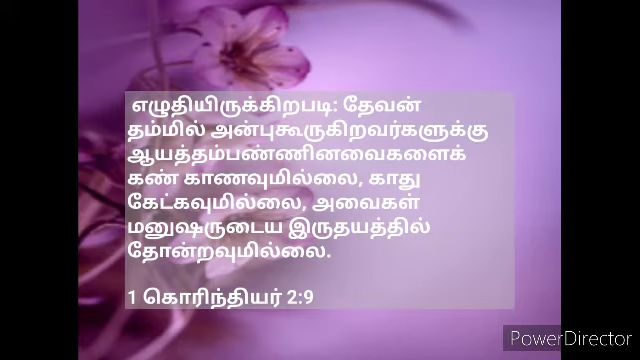 எழுதியிருக்கிறபடி: தேவன்
தம்மில் அன்புகூருகிறவர்களுக்கு
ஆயத்தம்பண்ணினவைகளைக்
கண் காணவுமில்லை, காது
கேட்கவுமில்லை, அவைகள்
மனுஷருடைய இருதயத்தில்
தோன்றவுமில்லை.
1 கொரிந்தியர் 2:9
PowerDirector